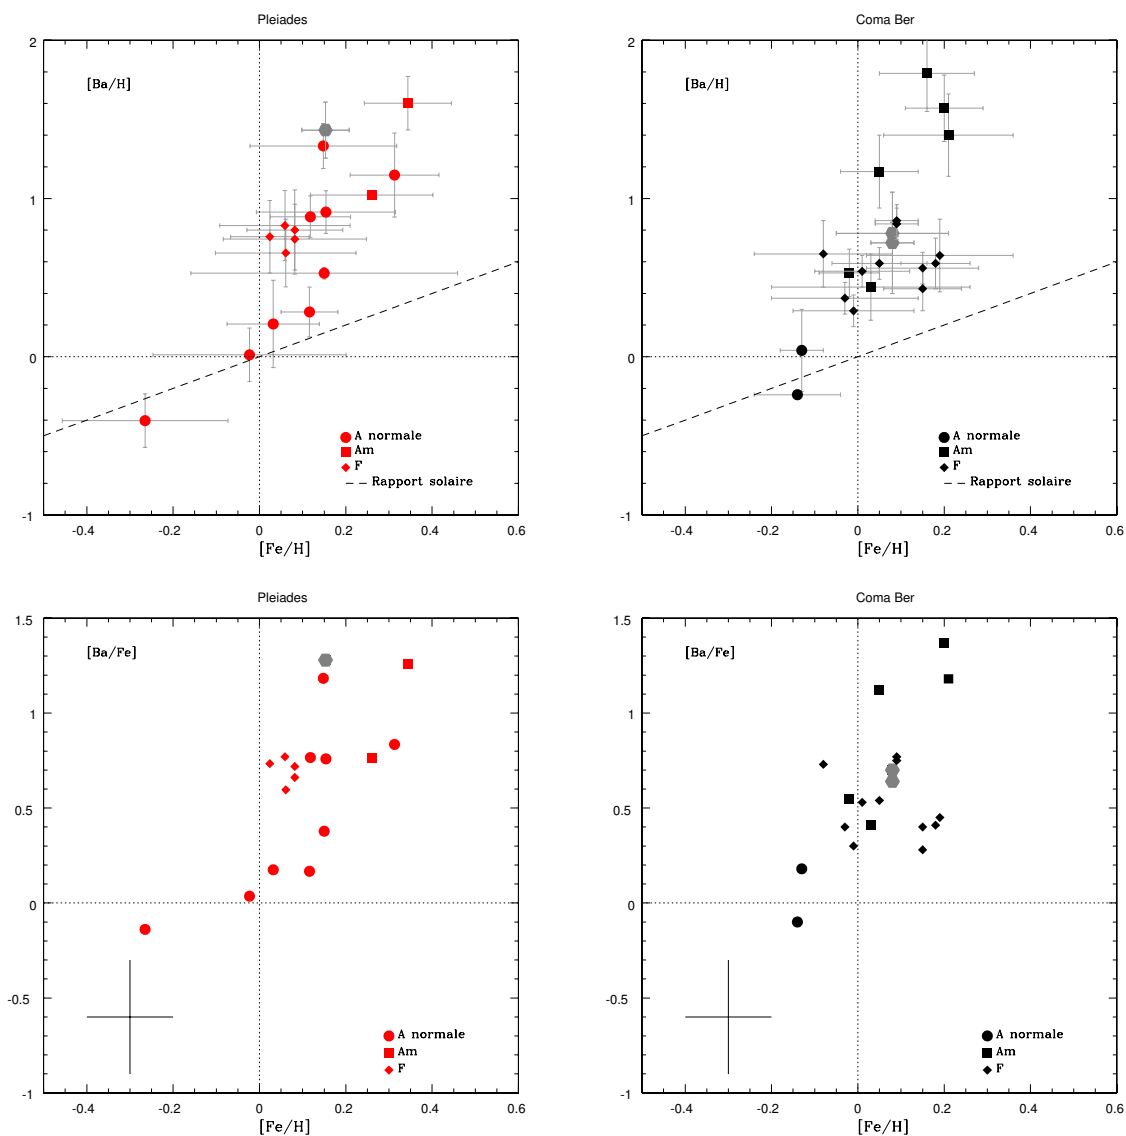 Pleiades
2
[Ba/H]
1
0
A normale
Am
F
Rapport solaire
-1
-0.4
-0.2
0
0.2
0.4
0.6
[Fe/H]
Coma Ber
2
[Ba/H]
1
0
A normale
Am
F
Rapport solaire
-1
-0.4
-0.2
0
0.2
0.4
0.6
[Fe/H]
Pleiades
1.5
[Ba/Fe]
1
0.5
0
-0.5
A normale
Am
F
-1
-0.4
-0.2
0
0.2
0.4
0.6
[Fe/H]
Coma Ber
1.5
[Ba/Fe]
1
0.5
0
-0.5
A normale
Am
F
-1
-0.4
-0.2
0
0.2
0.4
0.6
[Fe/H]